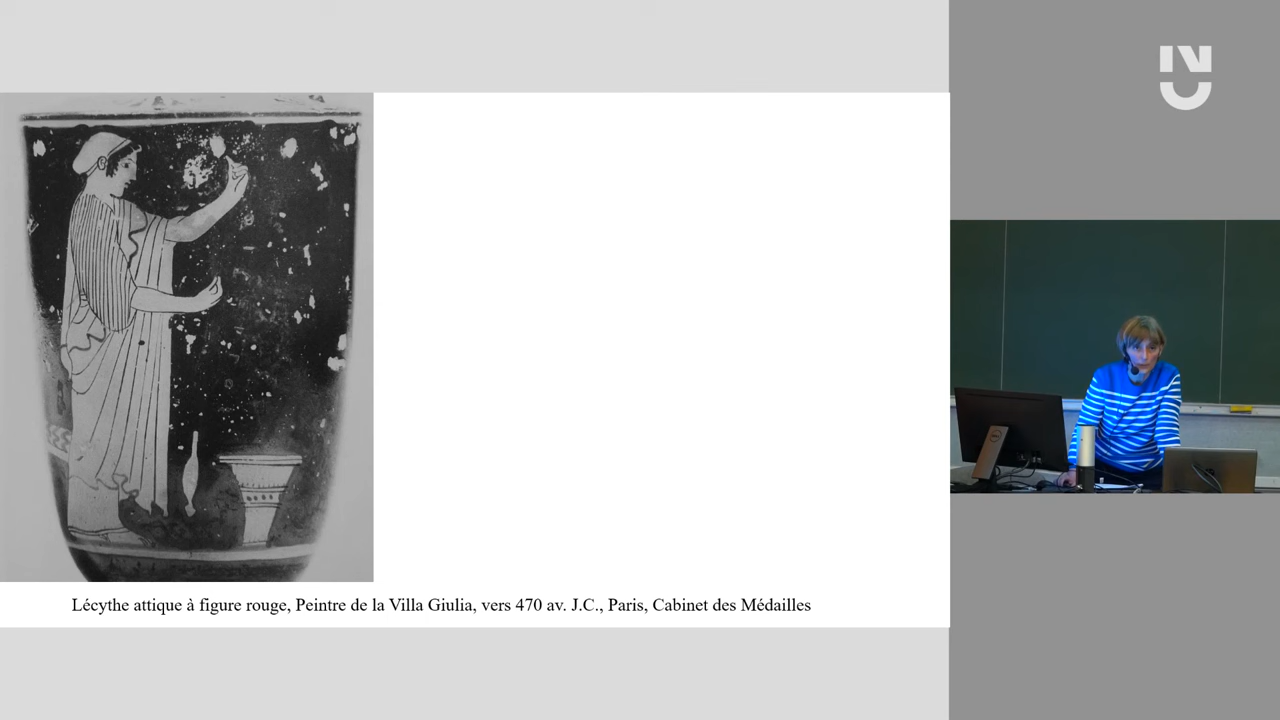 Lécythe attique à figure rouge, Peintre de la Villa Giulia, vers 470 av. J.C., Paris, Cabinet des Médailles